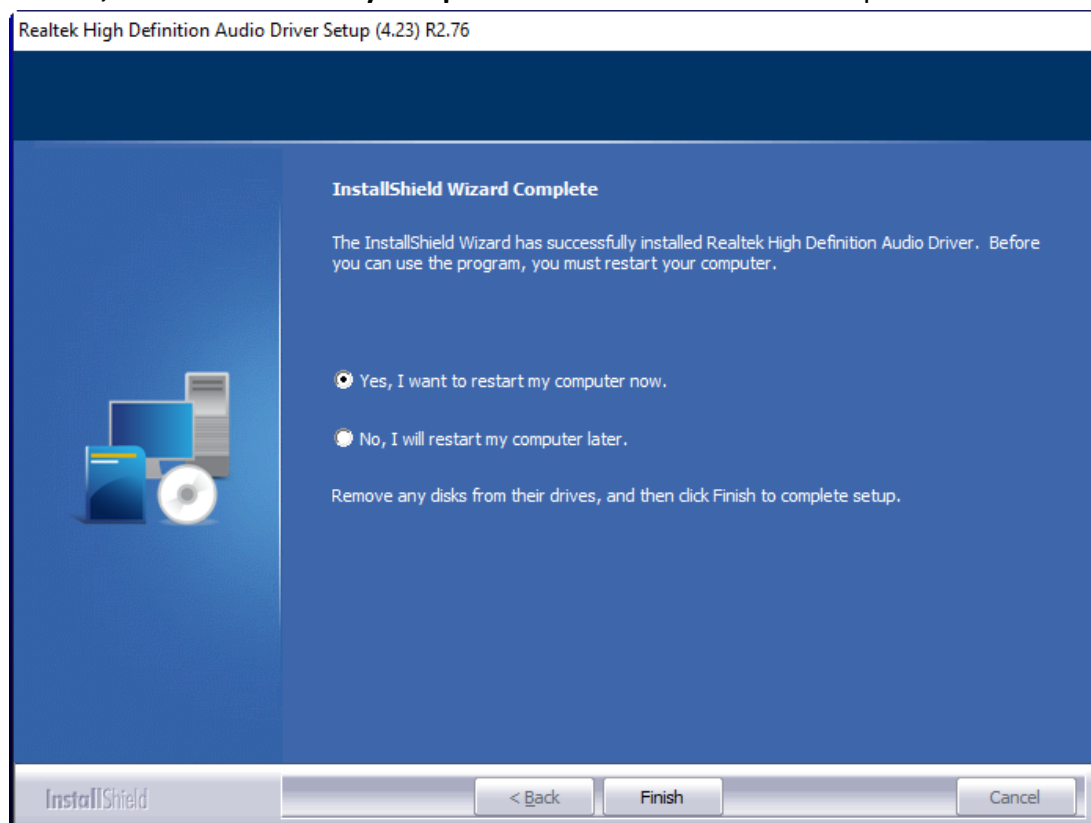 Realtek High Definition Audio Driver Setup (4.23) R2.76
InstallShield Wizard Complete
The InstallShield Wizard has successfully installed Realtek High Definition Audio Driver. Before
you can use the program, you must restart your computer.
Yes, I want to restart my computer now.
No, I will restart my computer later.
Remove any disks from their drives, and then click Finish to complete setup.
InstallShield
< Back
Finish
Cancel